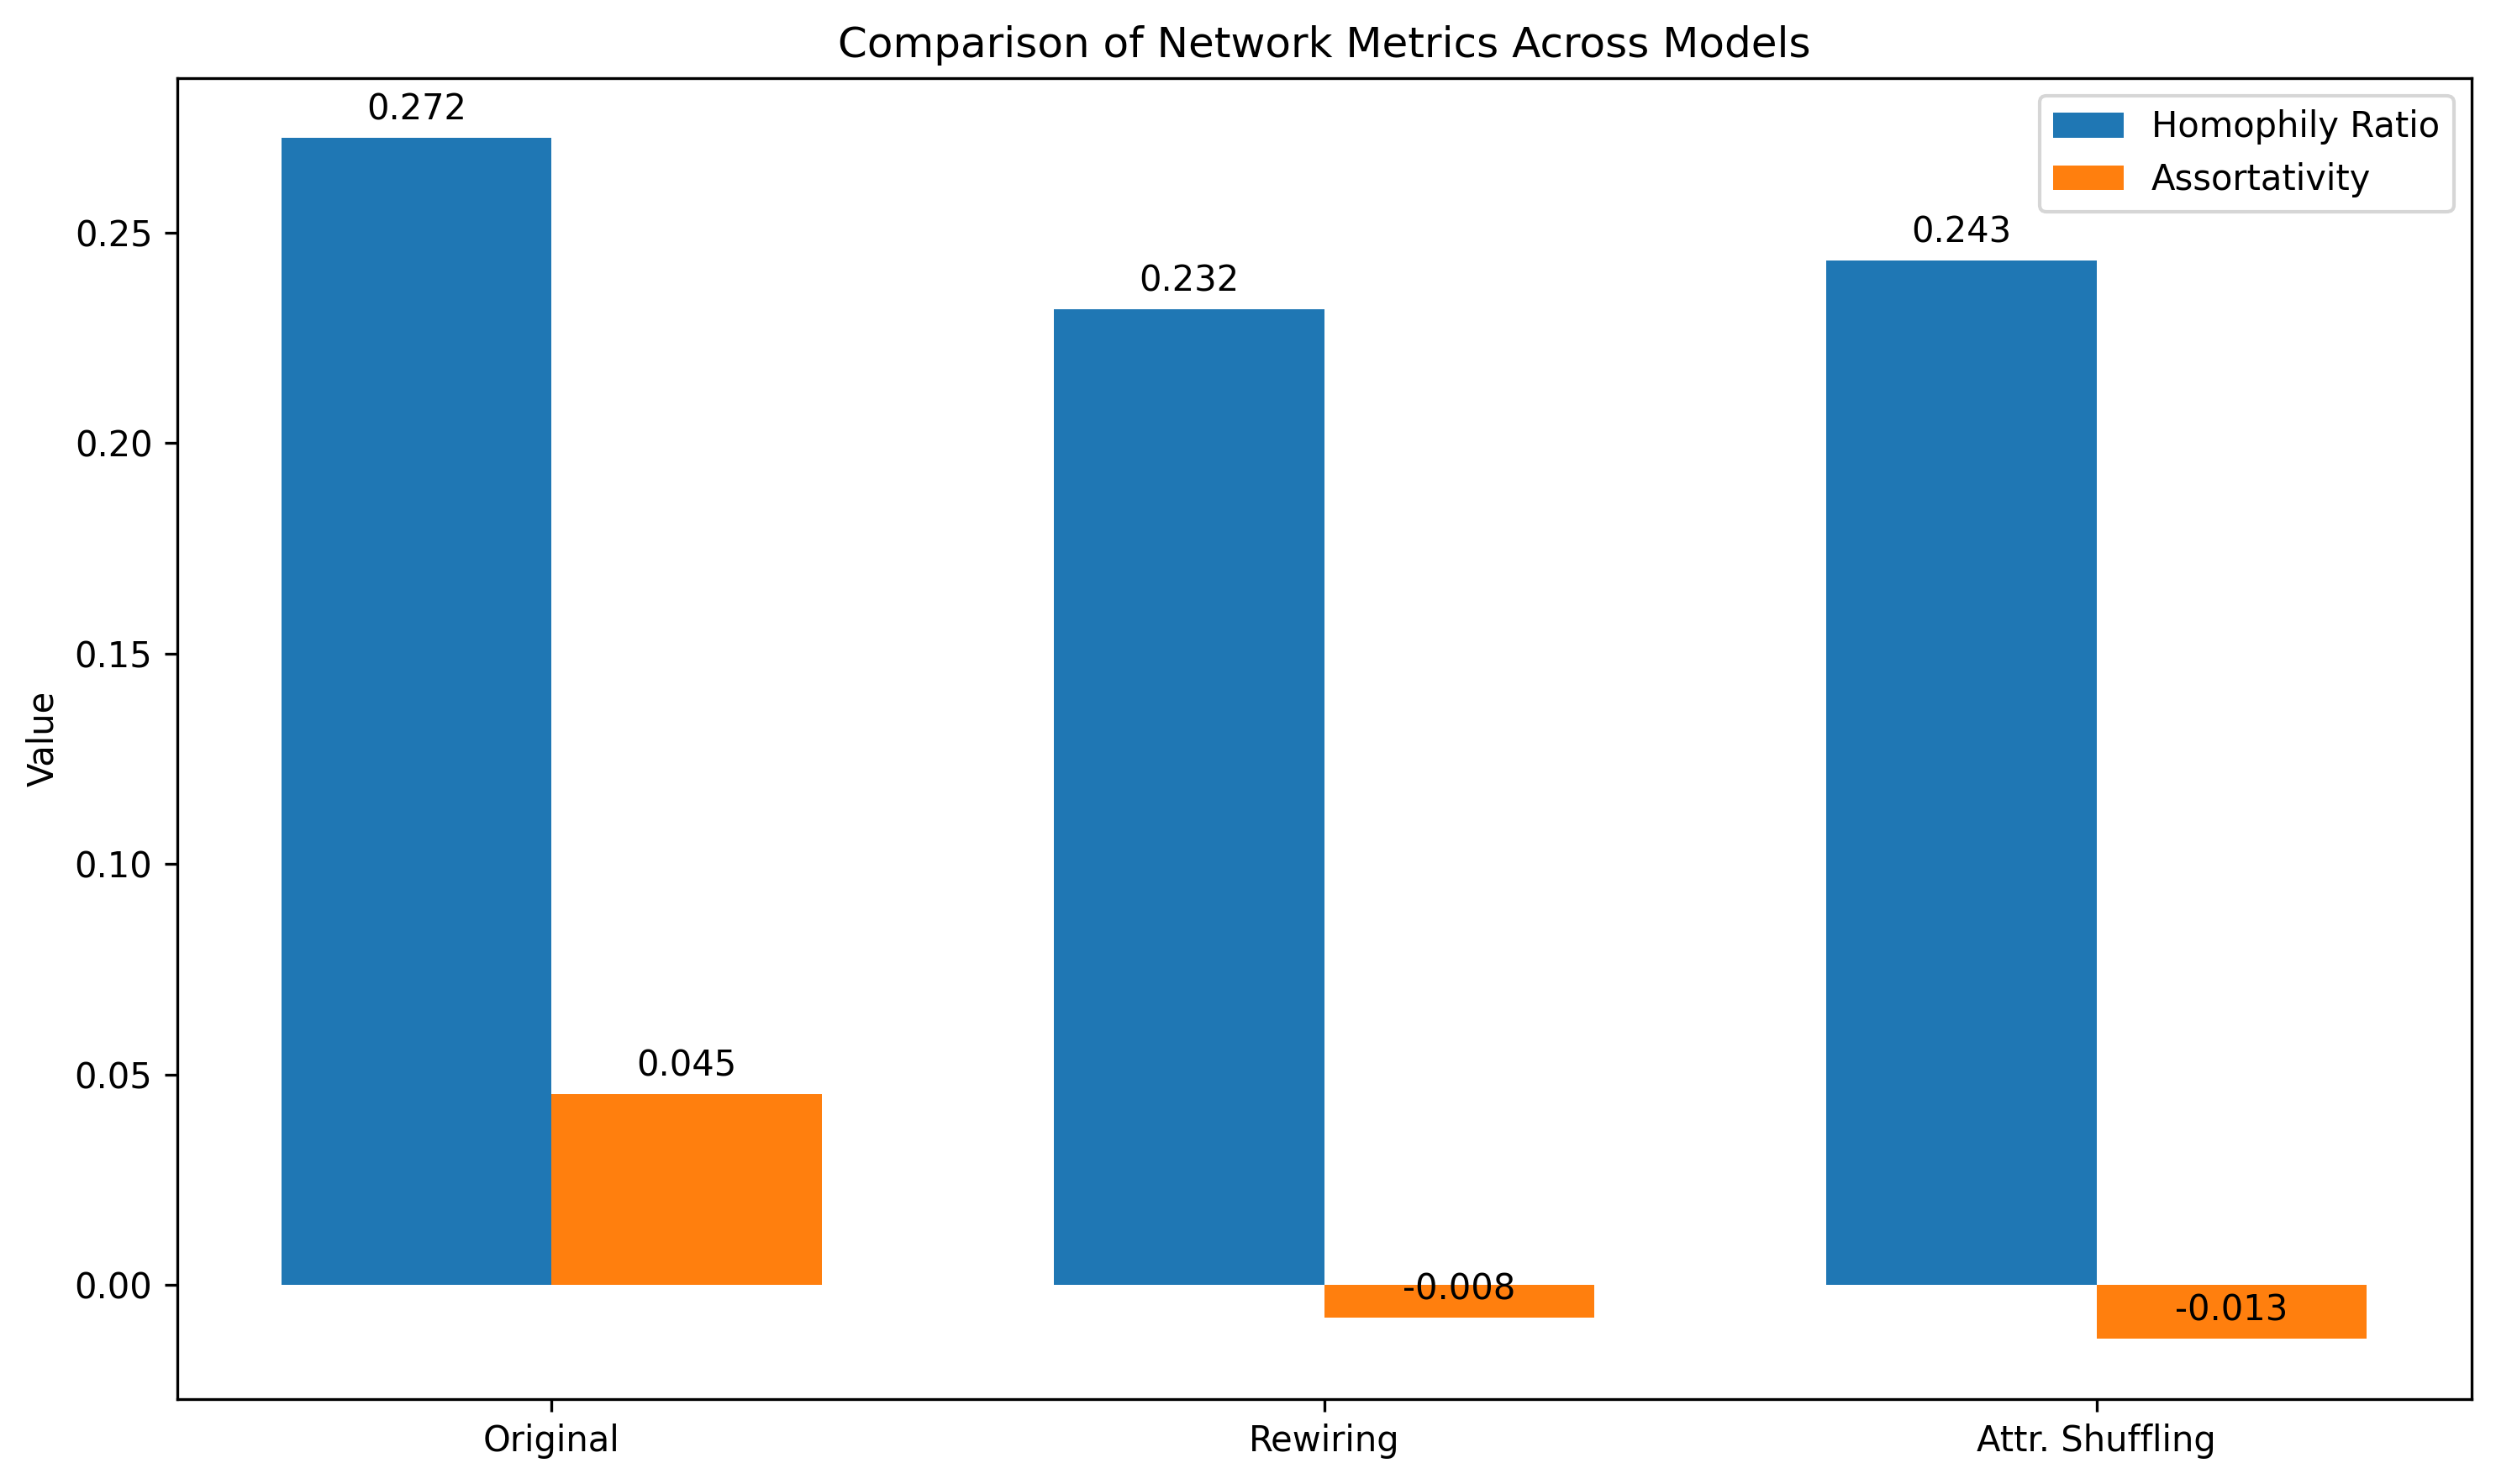 Comparison of Network Metrics Across Models
Homophily Ratio
Assortativity
0.272
0.045
0.232
-0.008
0.243
-0.013
Value
0.25
0.20
0.15
0.10
0.05
0.00
Original
Rewiring
Attr. Shuffling